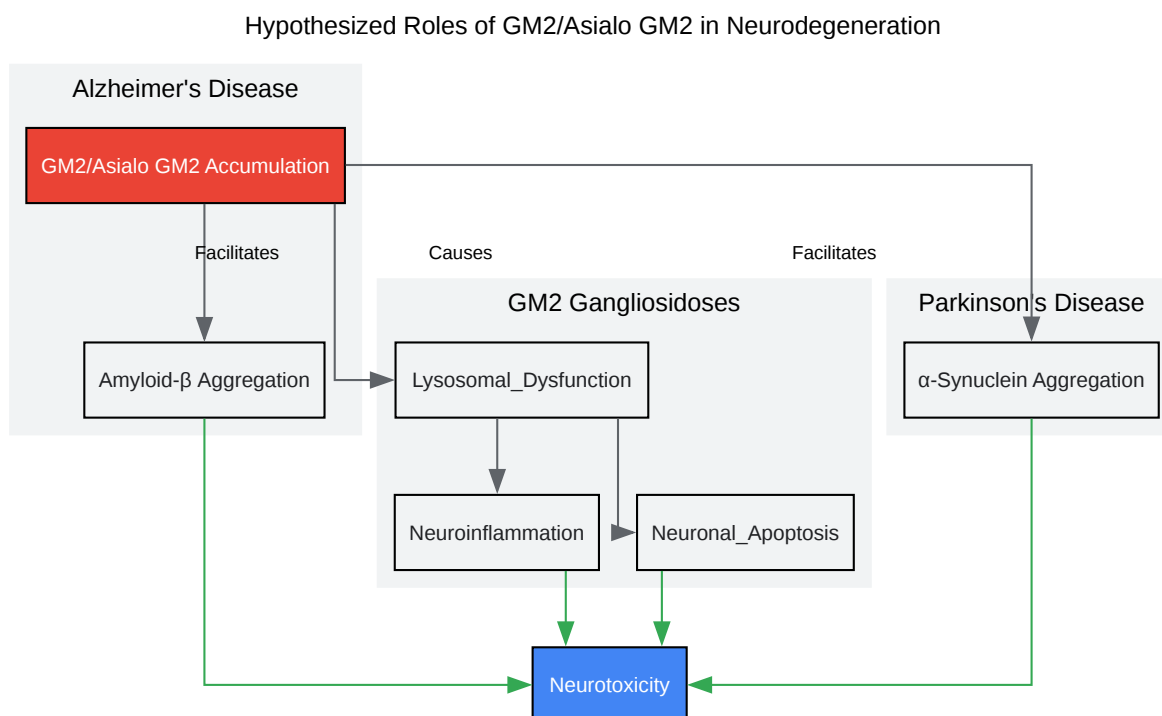 Hypothesized Roles of GM2/Asialo GM2 in Neurodegeneration
Alzheimer's Disease
GM2/Asialo GM2 Accumulation
Facilitates
Causes
Facilitates
GM2 Gangliosidoses
Parkinson's Disease
Amyloid-β Aggregation
Lysosomal_Dysfunction
α-Synuclein Aggregation
Neuroinflammation
Neuronal_Apoptosis
Neurotoxicity